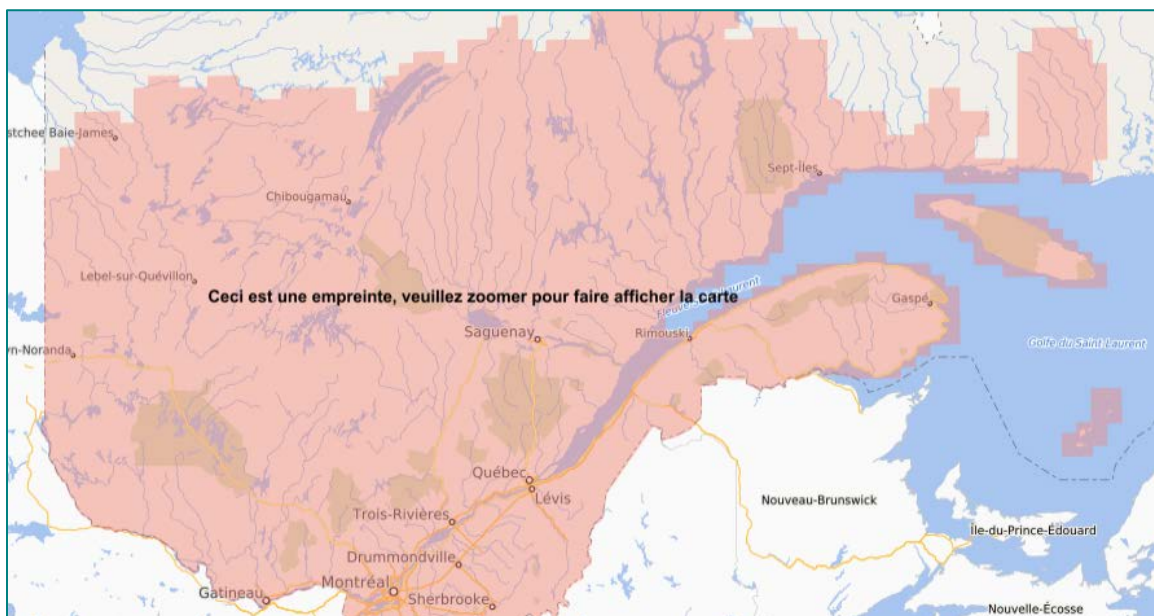 stchee Baie-James
Sept-Îles
Chibougamau
Lebel-sur-Quévillon
Ceci est une empreinte, veuillez zoomer pour faire afficher la carte
Gaspé
Saguenay
Rimouski
Golfe du Saint-Laurent
yn-Noranda
Québec
Lévis
Nouveau-Brunswick
Trois-Rivières
Île-du-Prince-Édouard
Drummondville
Montréal
Gatineau
Sherbrooke
Nouvelle-Écosse